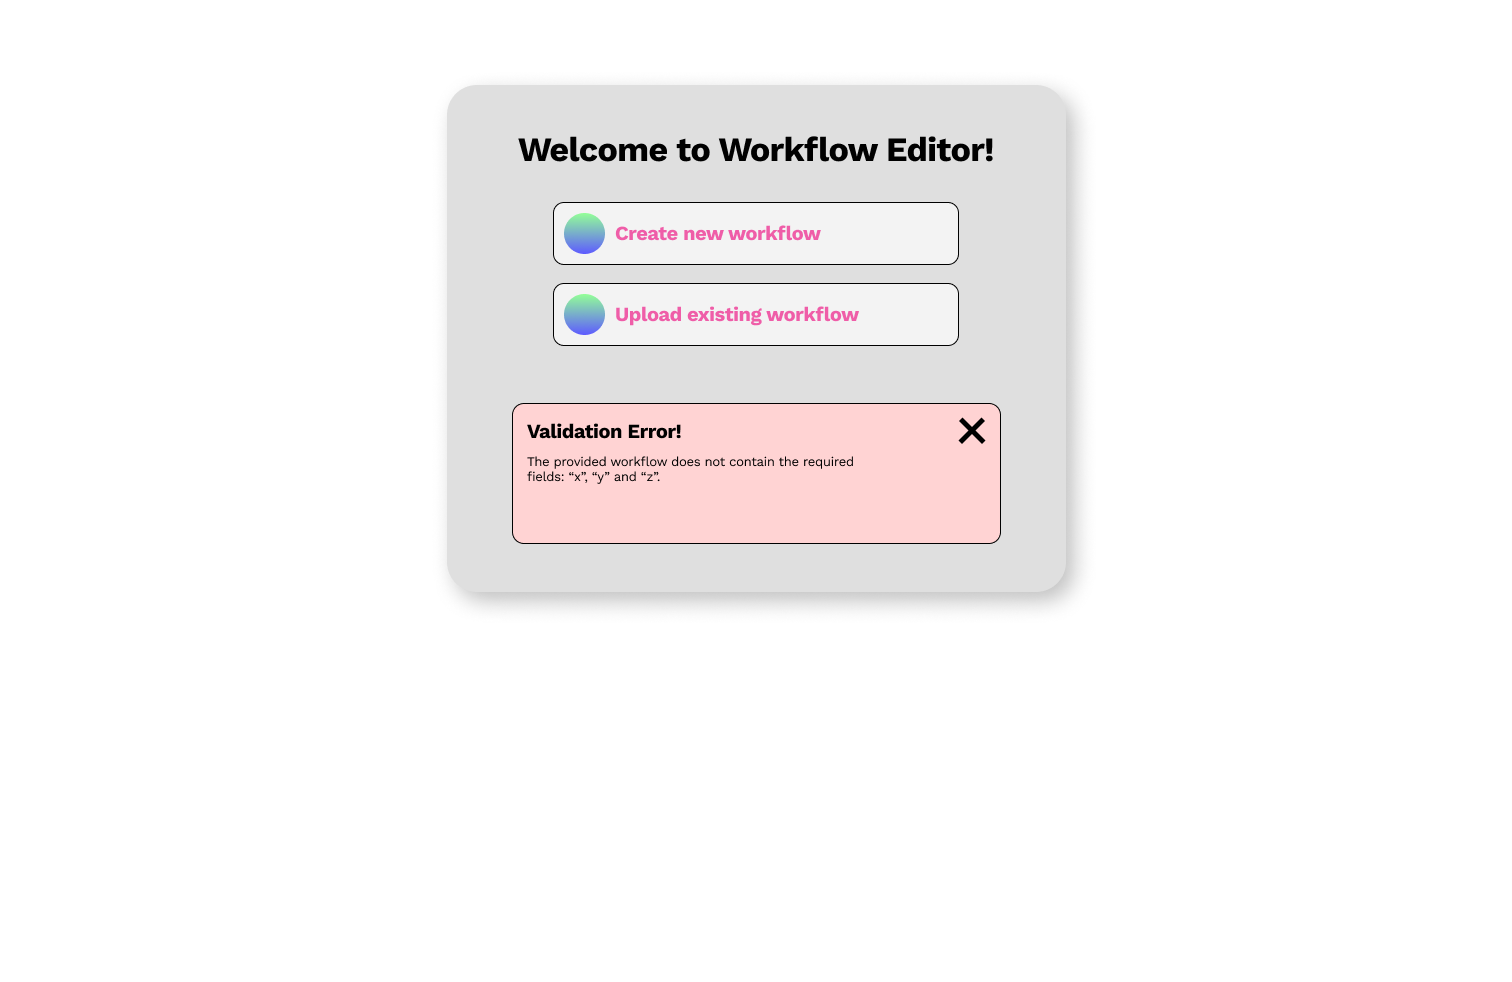 Welcome to Workflow Editor!
Create new workflow
Upload existing workflow
Validation Error!
The provided workflow does not contain the required
fields: “x”, “y” and “z”.